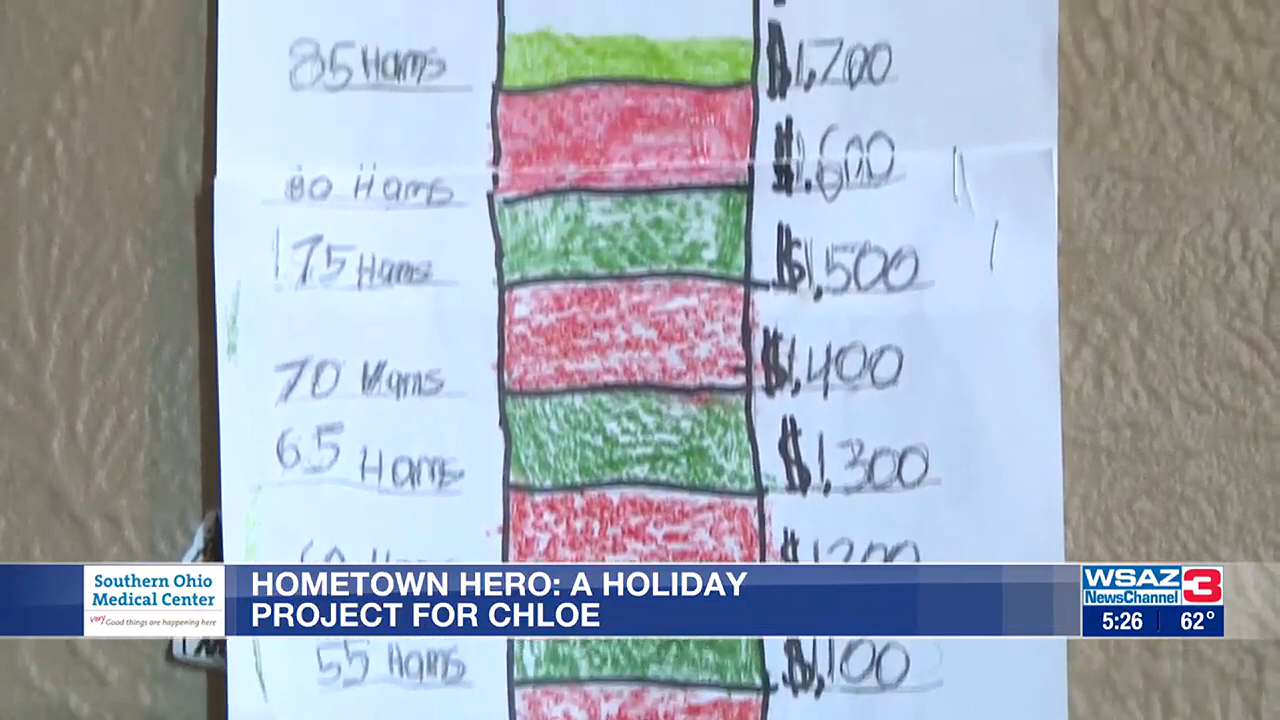 85 Hams $1,700
$1,600
80 Hams
75 Hams $1,500
70 Hams $1,400
65 Hams $1,300
$1200
Southern Ohio
Medical Center
very Good things are happening here
HOMETOWN HERO: A HOLIDAY
PROJECT FOR CHLOE
WSAZ 3
NewsChannel
5:26 62°
55 Hams $1,100